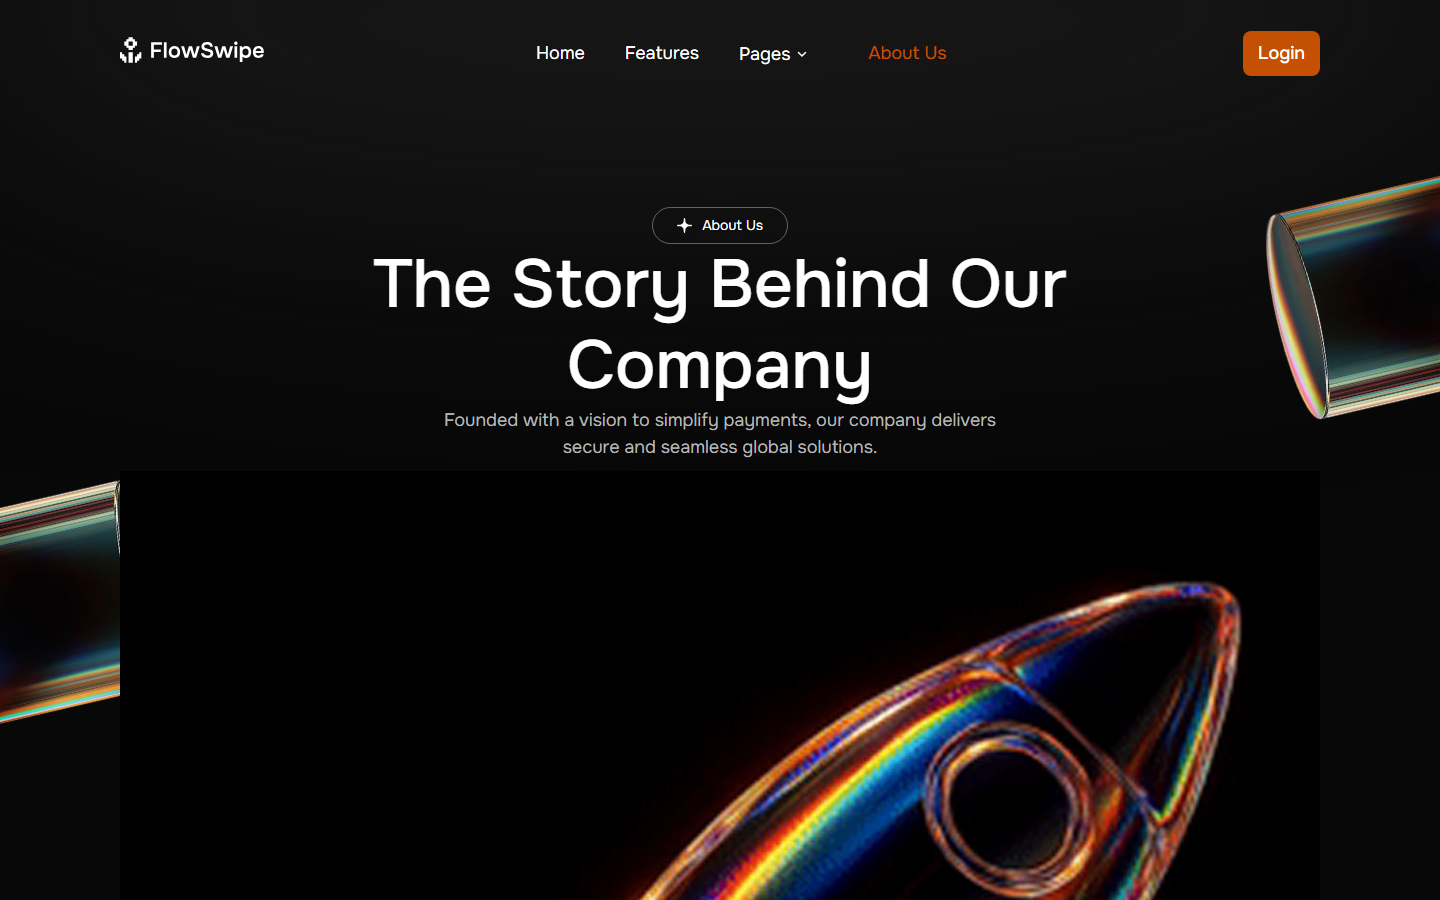 FlowSwipe
Home
Features
Pages
About Us
Login
About Us
The Story Behind Our
Company
Founded with a vision to simplify payments, our company delivers
secure and seamless global solutions.